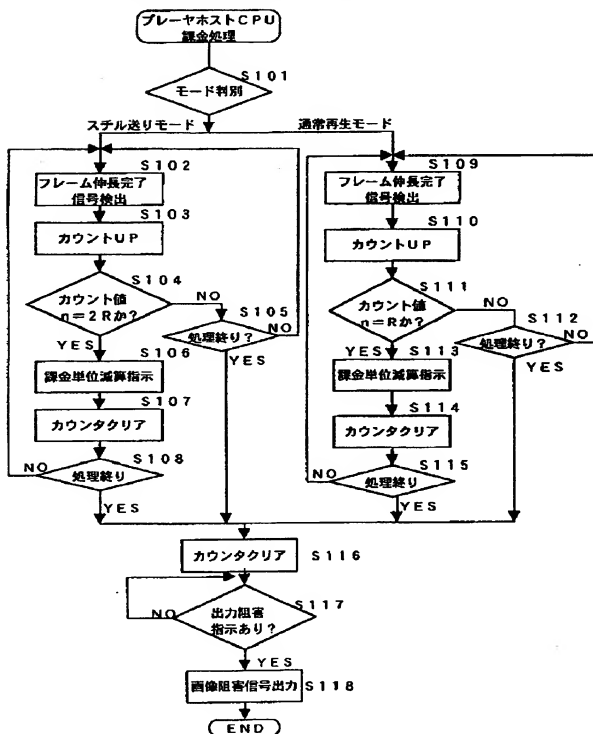 プレーヤホストCPU
課金処理
S101
モード判別
スチル送りモード
通常再生モード
S102
フレーム伸長完了
信号検出
S103
カウントUP
S104
カウント値
n=2Rか?
NO
S105
処理終り?
NO
YES
YES
S106
課金単位減算指示
S107
カウンタクリア
S108
NO
処理終り
YES
S109
フレーム伸長完了
信号検出
S110
カウントUP
S111
カウント値
n=Rか?
NO
S112
処理終り?
NO
YES
YES
S113
課金単位減算指示
S114
カウンタクリア
S115
NO
処理終り
YES
カウンタクリア
S116
S117
出力阻害
指示あり?
NO
YES
画像阻害信号出力
S118
END